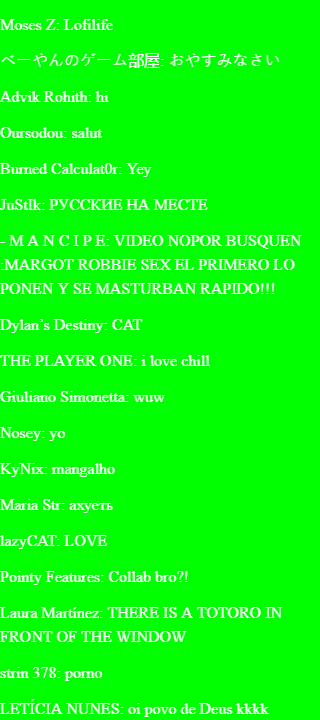 Moses Z: Lofilife
べーやんのゲーム部屋: おやすみなさい
Advik Rohith: hi
Oursodou: salut
Burned Calculat0r: Yey
JuStIk: РУССКИЕ НА МЕСТЕ
- M A N C I P E: VIDEO NOPOR BUSQUEN
:MARGOT ROBBIE SEX EL PRIMERO LO
PONEN Y SE MASTURBAN RAPIDO!!!
Dylan's Destiny: CAT
THE PLAYER ONE: i love chill
Giuliano Simonetta: wuw
Nosey: yo
KyNix: mangalho
Maria Str: ахуеть
lazyCAT: LOVE
Pointy Features: Collab bro?!
Laura Martínez: THERE IS A TOTORO IN
FRONT OF THE WINDOW
strin 378: porno
LETÍCIA NUNES: oi povo de Deus kkkk